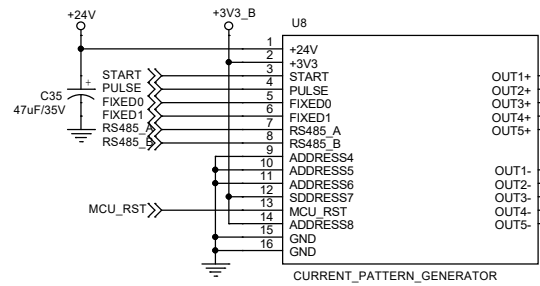 +24V
+3V3_B
U8
C35
47uF/35V
+
START
PULSE
FIXED0
FIXED1
RS485_A
RS485_B
MCU_RST
1 +24V
2 +3V3
3 START
4 PULSE
5 FIXED0
6 FIXED1
7 RS485_A
8 RS485_B
9 ADDRESS4
10 ADDRESS5
11 ADDRESS6
12 SDDRESS7
13 MCU_RST
14 ADDRESS8
15 GND
16 GND
OUT1+
OUT2+
OUT3+
OUT4+
OUT5+
OUT1-
OUT2-
OUT3-
OUT4-
OUT5-
CURRENT_PATTERN_GENERATOR